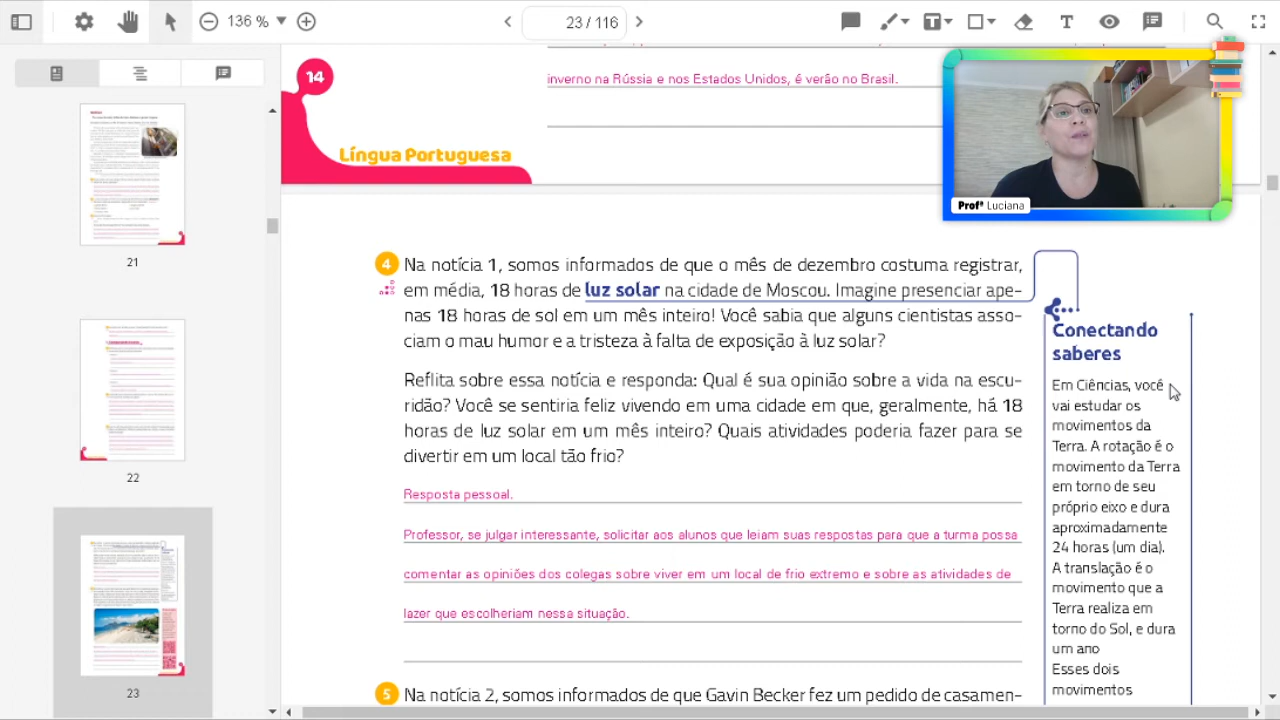 136 %
23 / 116
inverno na Rússia e nos Estados Unidos, é verão no Brasil.
14
Língua Portuguesa
Profª Luciana
21
22
23
4 Na notícia 1, somos informados de que o mês de dezembro costuma registrar,
em média, 18 horas de luz solar na cidade de Moscou. Imagine presenciar ape-
nas 18 horas de sol em um mês inteiro! Você sabia que alguns cientistas asso-
ciam o mau humor e a tristeza à falta de exposição à luz solar?
Reflita sobre essa notícia e responda: Qual é sua opinião sobre a vida na escu-
ridão? Você se sentiria feliz vivendo em uma cidade em que, geralmente, há 18
horas de luz solar em um mês inteiro? Quais atividades poderia fazer para se
divertir em um local tão frio?
Resposta pessoal.
Professor, se julgar interessante, solicitar aos alunos que leiam suas respostas para que a turma possa
comentar as opiniões dos colegas sobre viver em um local de frio extremo e sobre as atividades de
lazer que escolheriam nessa situação.
5 Na notícia 2, somos informados de que Gavin Becker fez um pedido de casamen-
Conectando
saberes
Em Ciências, você
vai estudar os
movimentos da
Terra. A rotação é o
movimento da Terra
em torno de seu
próprio eixo e dura
aproximadamente
24 horas (um dia).
A translação é o
movimento que a
Terra realiza em
torno do Sol, e dura
um ano
Esses dois
movimentos